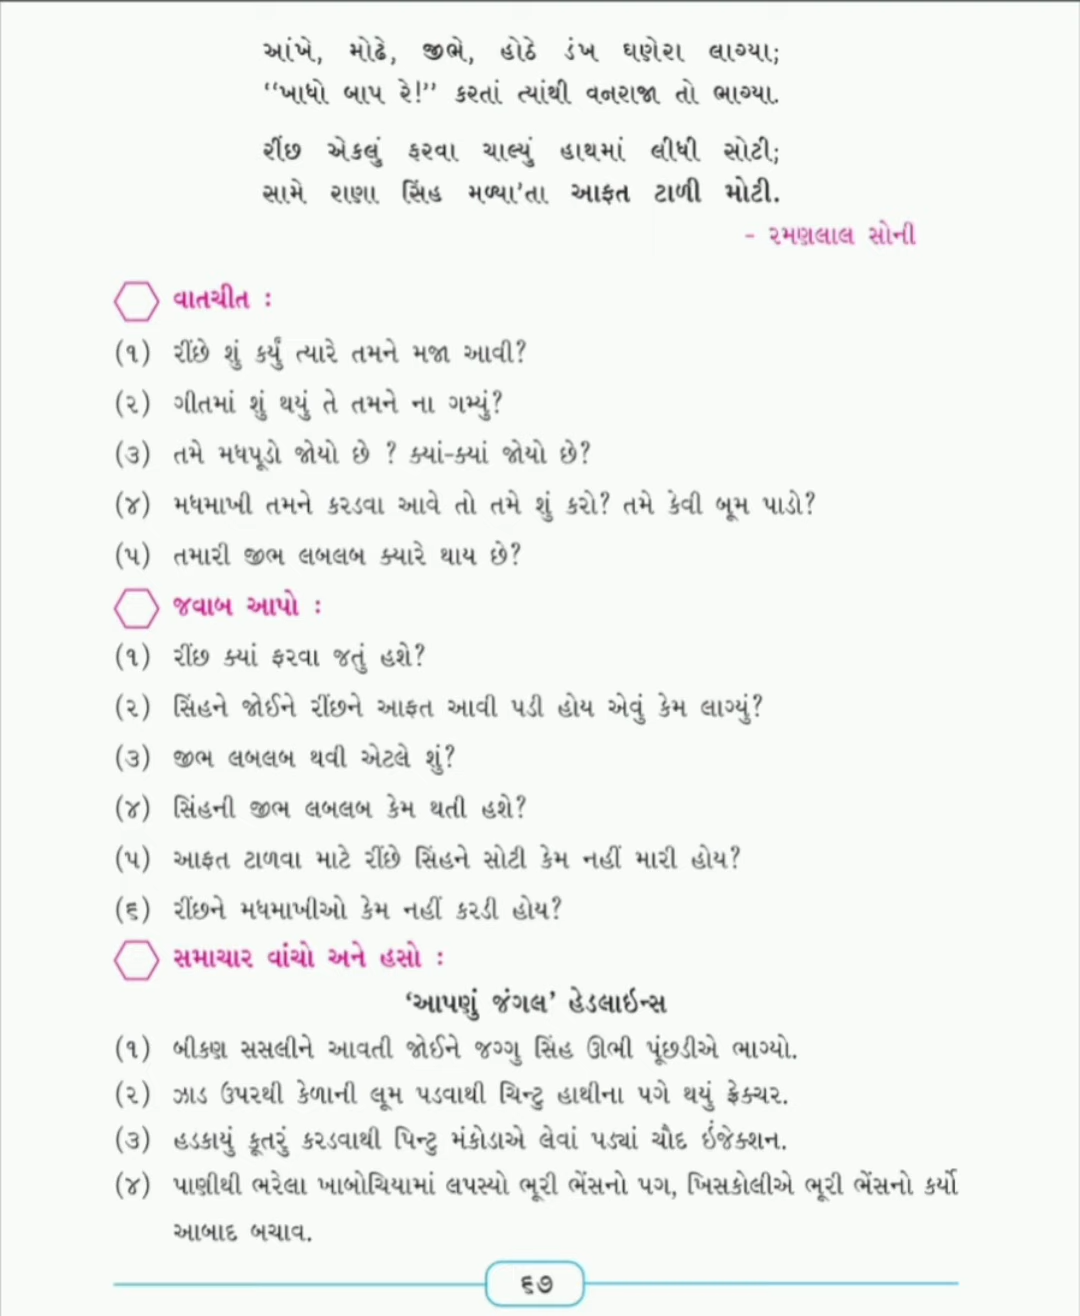 આંખે, મોઢે, જીભે, હોઠે ડંખ ઘણેરા લાગ્યા;
“ખાધો બાપ રે!” કરતાં ત્યાંથી વનરાજા તો ભાગ્યા.
રીંછ એકલું ફરવા ચાલ્યું હાથમાં લીધી સોટી;
સામે રાણા સિંહ મળ્યા’તા આફત ટાળી મોટી.
- રમણલાલ સોની
વાતચીત :
(૧) રીંછે શું કર્યું ત્યારે તમને મજા આવી?
(૨) ગીતમાં શું થયું તે તમને ના ગમ્યું?
(૩) તમે મધપૂડો જોયો છે ? ક્યાં-ક્યાં જોયો છે?
(૪) મધમાખી તમને કરડવા આવે તો તમે શું કરો? તમે કેવી બૂમ પાડો?
(૫) તમારી જીભ લબલબ ક્યારે થાય છે?
જવાબ આપો :
(૧) રીંછ ક્યાં ફરવા જતું હશે?
(૨) સિંહને જોઈને રીંછને આફત આવી પડી હોય એવું કેમ લાગ્યું?
(૩) જીભ લબલબ થવી એટલે શું?
(૪) સિંહની જીભ લબલબ કેમ થતી હશે?
(૫) આફત ટાળવા માટે રીંછે સિંહને સોટી કેમ નહીં મારી હોય?
(૬) રીંછને મધમાખીઓ કેમ નહીં કરડી હોય?
સમાચાર વાંચો અને હસો :
‘આપણું જંગલ’ હેડલાઇન્સ
(૧) બીકણ સસલીને આવતી જોઈને જગ્ગુ સિંહ ઊભી પૂંછડીએ ભાગ્યો.
(૨) ઝાડ ઉપરથી કેળાની લૂમ પડવાથી ચિન્ટુ હાથીના પગે થયું ફ્રેક્ચર.
(૩) હડકાયું કૂતરું કરડવાથી પિન્ટુ મંકોડાએ લેવાં પડ્યાં ચૌદ ઇંજેક્શન.
(૪) પાણીથી ભરેલા ખાબોચિયામાં લપસ્યો ભૂરી ભેંસનો પગ, ખિસકોલીએ ભૂરી ભેંસનો કર્યો
આબાદ બચાવ.
૬૭